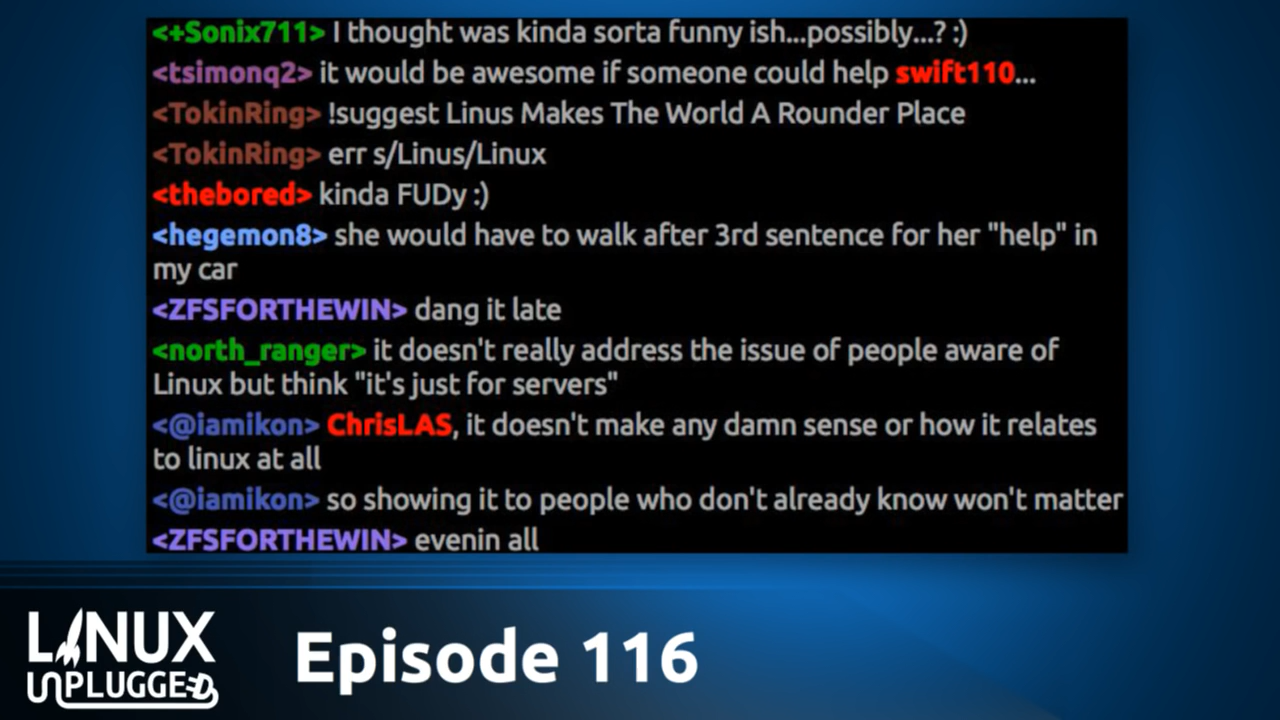 <+Sonix711> I thought was kinda sorta funny ish...possibly...? :)
<tsimonq2> it would be awesome if someone could help swift110...
<TokinRing> !suggest Linus Makes The World A Rounder Place
<TokinRing> err s/Linus/Linux
<thebored> kinda FUDy :)
<hegemon8> she would have to walk after 3rd sentence for her "help" in
my car
<ZFSFORTHEWIN> dang it late
<north_ranger> it doesn't really address the issue of people aware of
Linux but think "it's just for servers"
<@iamikon> ChrisLAS, it doesn't make any damn sense or how it relates
to linux at all
<@iamikon> so showing it to people who don't already know won't matter
<ZFSFORTHEWIN> evenin all
LINUX
UNPLUGGED
Episode 116